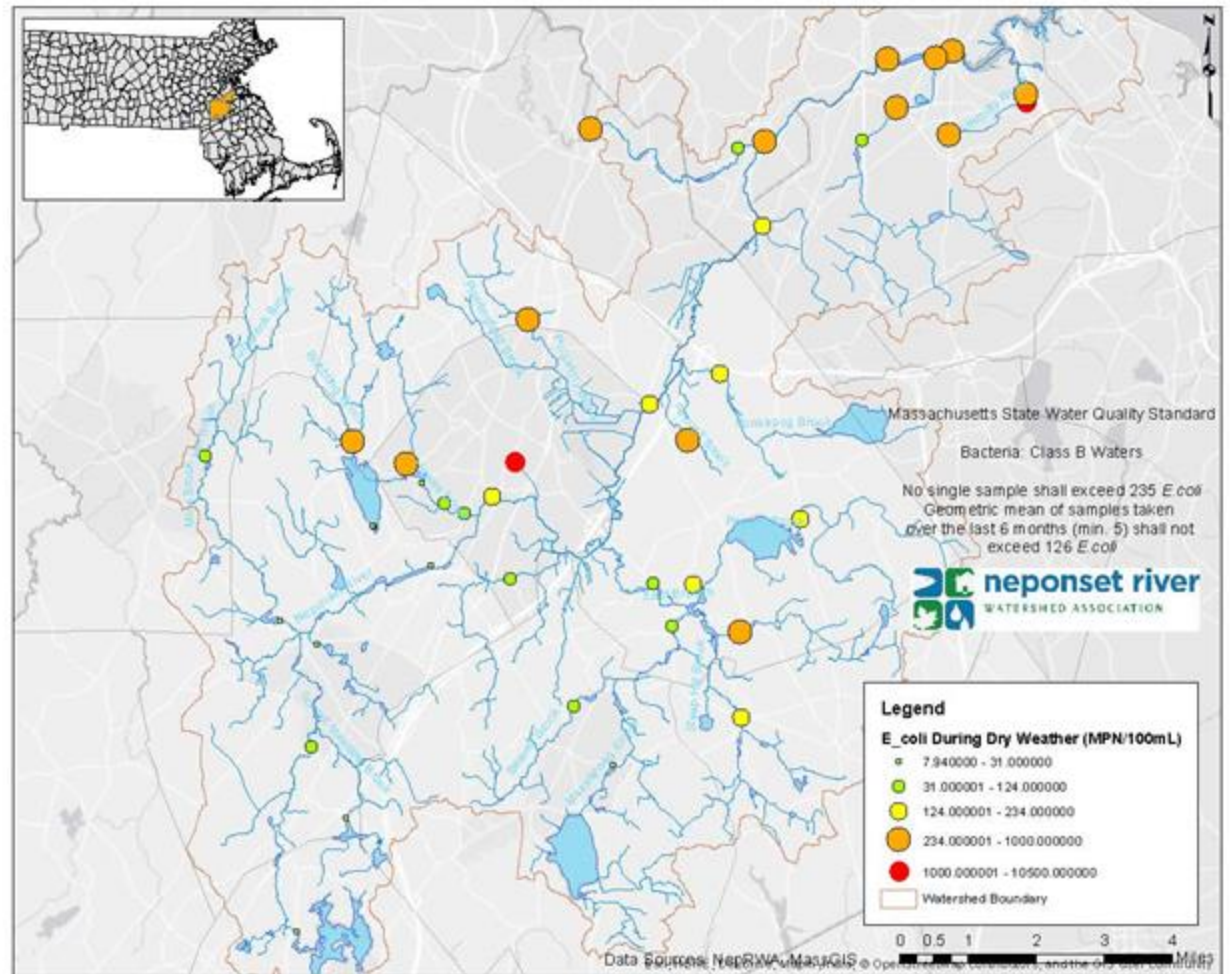 N
Massachusetts State Water Quality Standard
Bacteria: Class B Waters
No single sample shall exceed 235 E.coli
Geometric mean of samples taken
over the last 6 months (min. 5) shall not
exceed 126 E.coli
neponset river
WATERSHED ASSOCIATION
Neponset River
Legend
E_coli During Dry Weather (MPN/100mL)
7.940000 - 31.000000
31.000001 - 124.000000
124.000001 - 234.000000
234.000001 - 1000.000000
1000.000001 - 10500.000000
Watershed Boundary
0 0.5 1 2 3 4
Miles
Data Sources: NepRWA, MassGIS